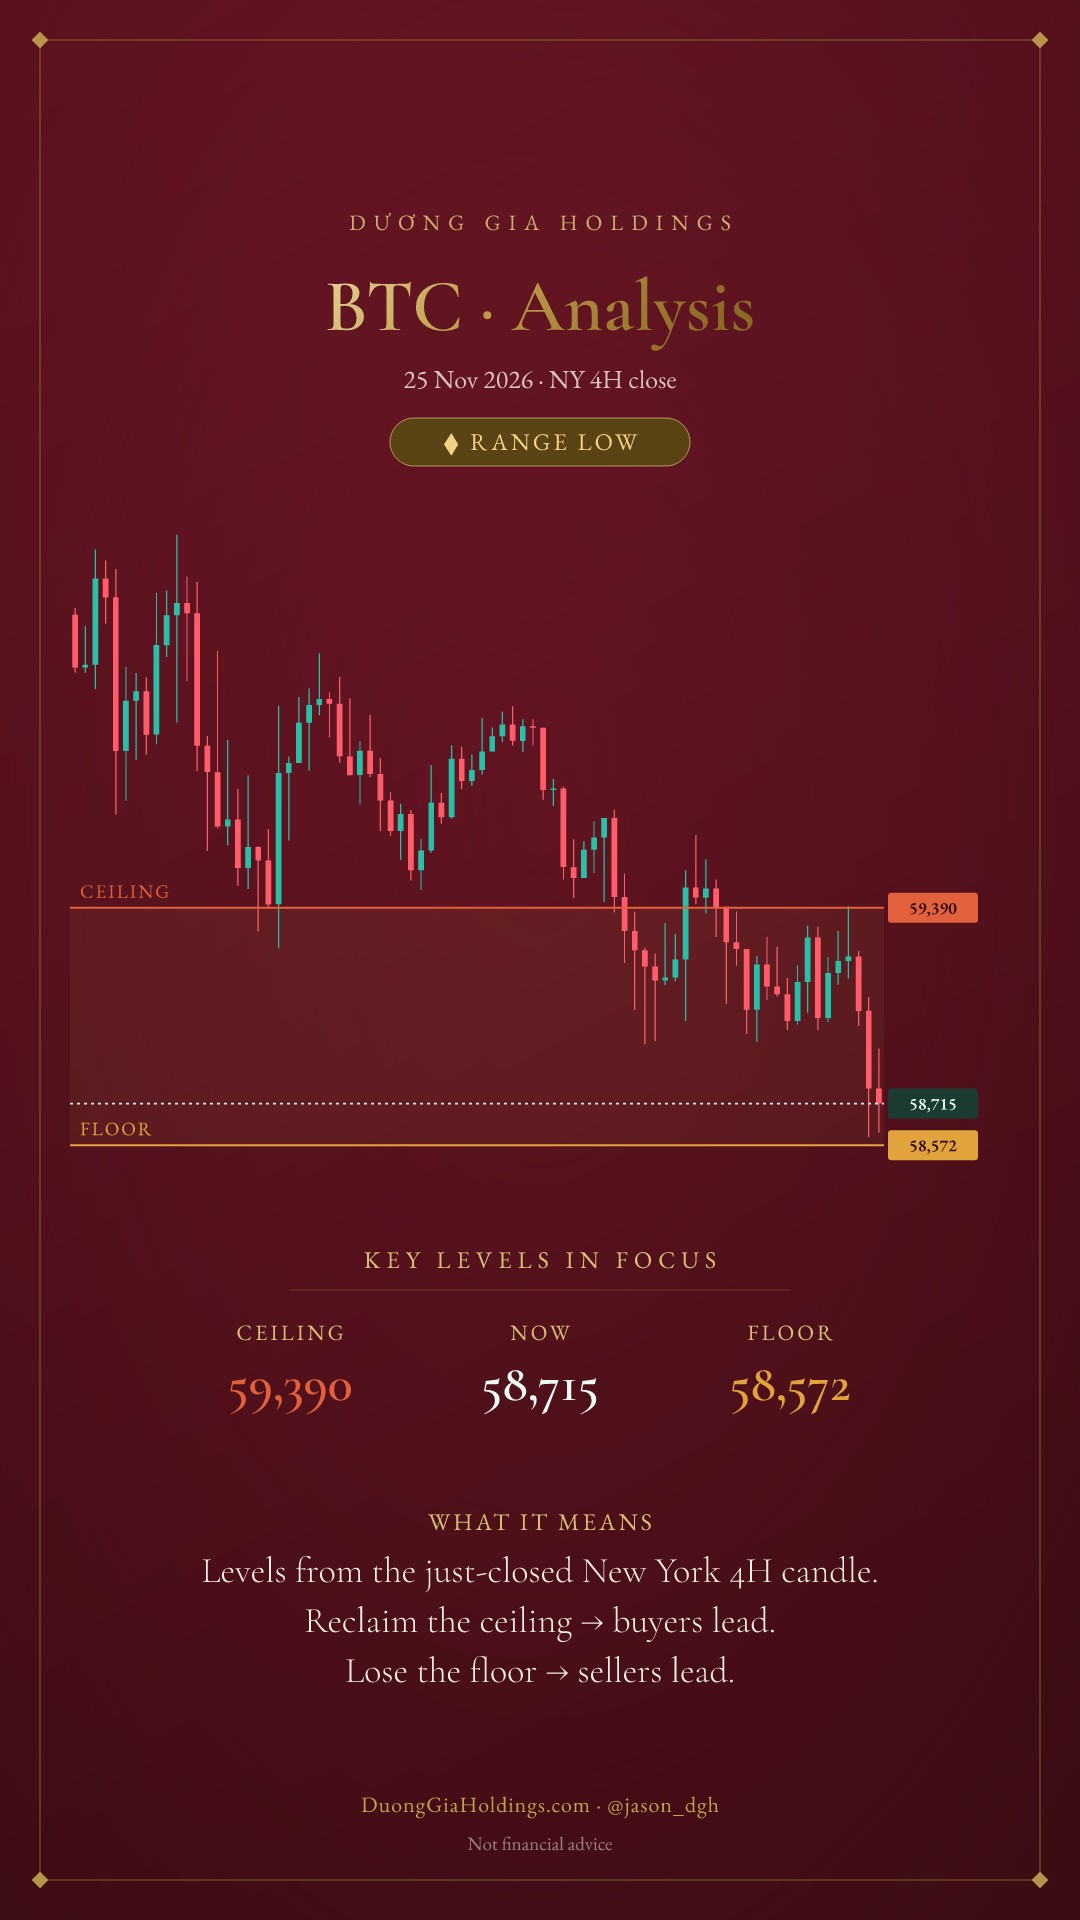 DƯƠNG GIA HOLDINGS
BTC · Analysis
25 Nov 2026 · NY 4H close
♦ RANGE LOW
CEILING
59,390
58,715
FLOOR
58,572
KEY LEVELS IN FOCUS
CEILING NOW FLOOR
59,390 58,715 58,572
WHAT IT MEANS
Levels from the just-closed New York 4H candle.
Reclaim the ceiling → buyers lead.
Lose the floor → sellers lead.
DuongGiaHoldings.com · @jason_dgh
Not financial advice